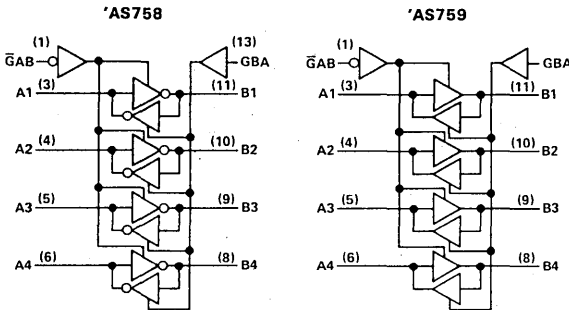 'AS758
(1)
ḠAB
(13)
GBA
(3)
A1
(11)
B1
(4)
A2
(10)
B2
(5)
A3
(9)
B3
(6)
A4
(8)
B4
'AS759
(1)
ḠAB
(13)
GBA
(3)
A1
(11)
B1
(4)
A2
(10)
B2
(5)
A3
(9)
B3
(6)
A4
(8)
B4